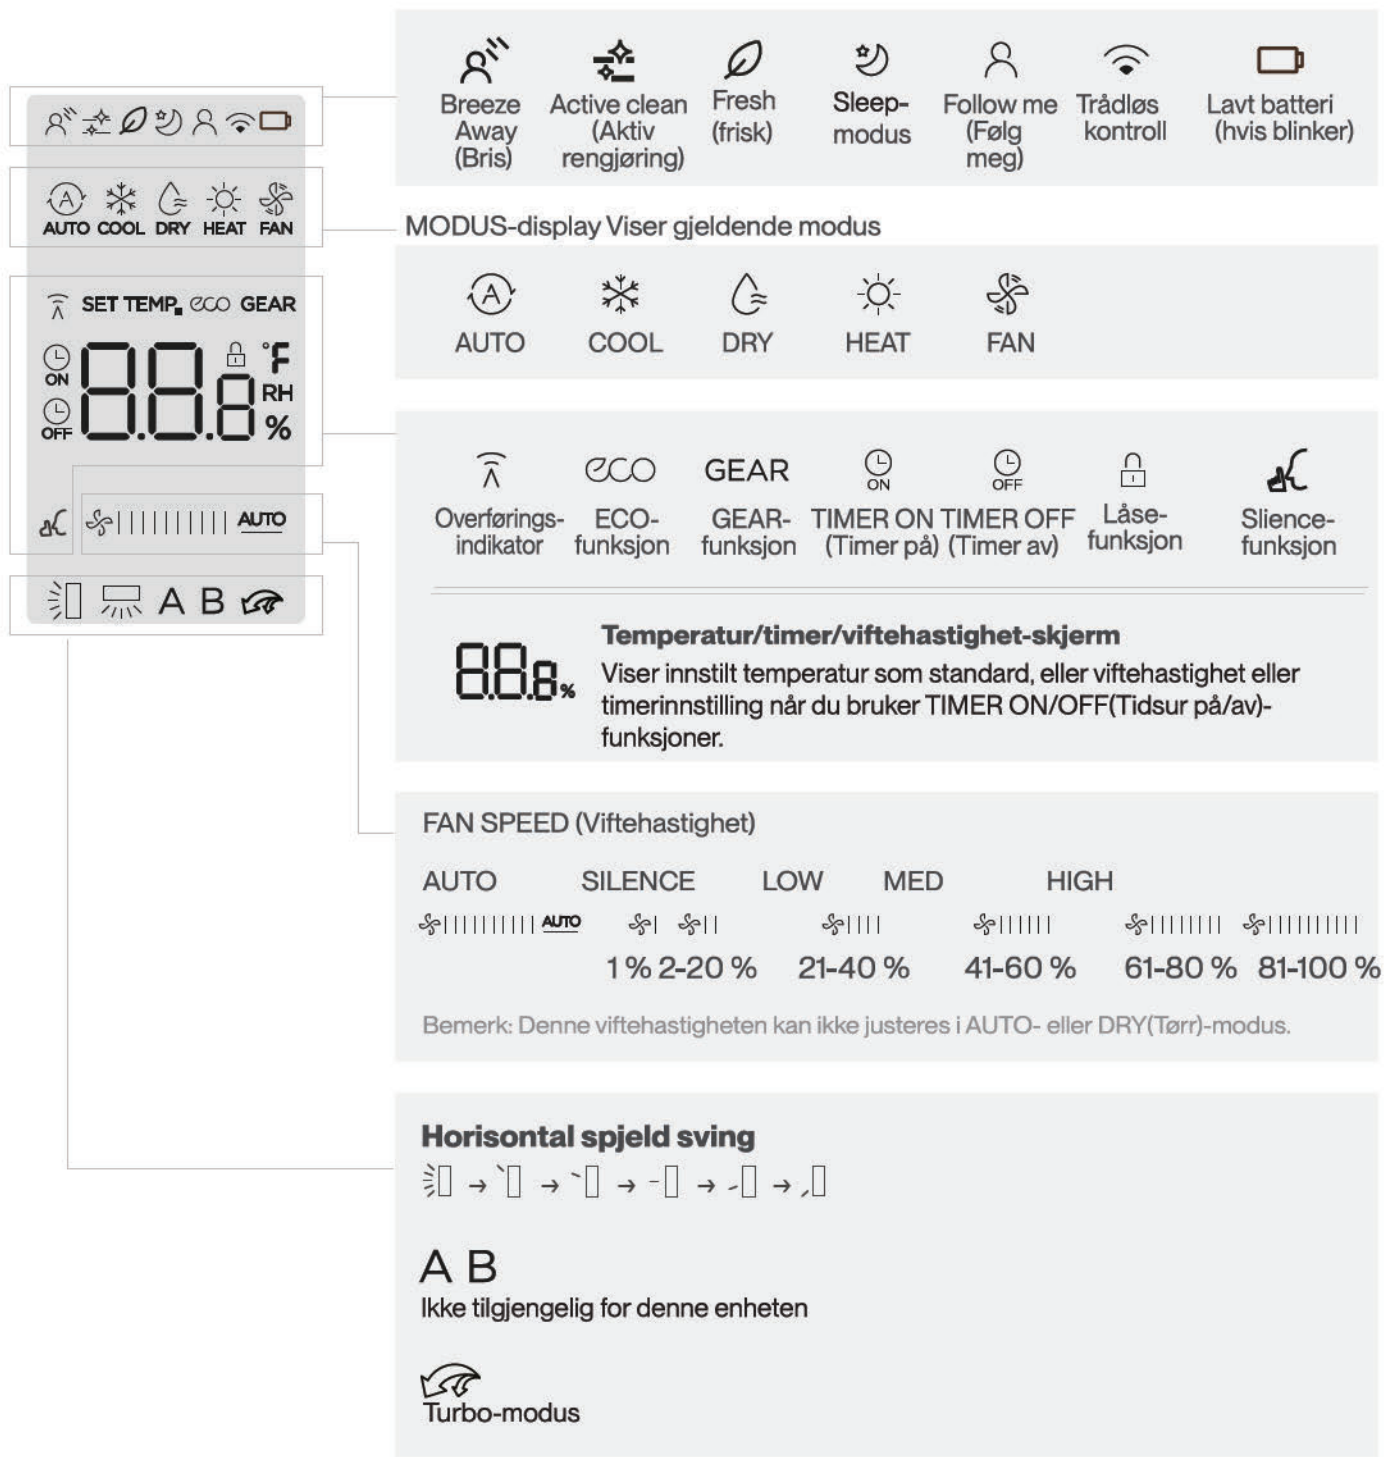 Breeze Away (Bris)
Active clean (Aktiv rengjøring)
Fresh (frisk)
Sleep-modus
Follow me (Følg meg)
Trådløs kontroll
Lavt batteri (hvis blinker)
AUTO COOL DRY HEAT FAN
MODUS-display Viser gjeldende modus
AUTO COOL DRY HEAT FAN
SET TEMP. eco GEAR
ON
88.8 °F
RH
OFF
%
AUTO
A B
eco GEAR ON OFF
Overførings-indikator
ECO-funksjon
GEAR-funksjon
TIMER ON (Timer på)
TIMER OFF (Timer av)
Låse-funksjon
Slience-funksjon
88.8%
Temperatur/timer/viftehastighet-skjerm
Viser innstilt temperatur som standard, eller viftehastighet eller
timerinnstilling når du bruker TIMER ON/OFF(Tidsur på/av)-
funksjoner.
FAN SPEED (Viftehastighet)
AUTO SILENCE LOW MED HIGH
AUTO
1 % 2-20 % 21-40 % 41-60 % 61-80 % 81-100 %
Bemerk: Denne viftehastigheten kan ikke justeres i AUTO- eller DRY(Tørr)-modus.
Horisontal spjeld sving
A B
Ikke tilgjengelig for denne enheten
Turbo-modus